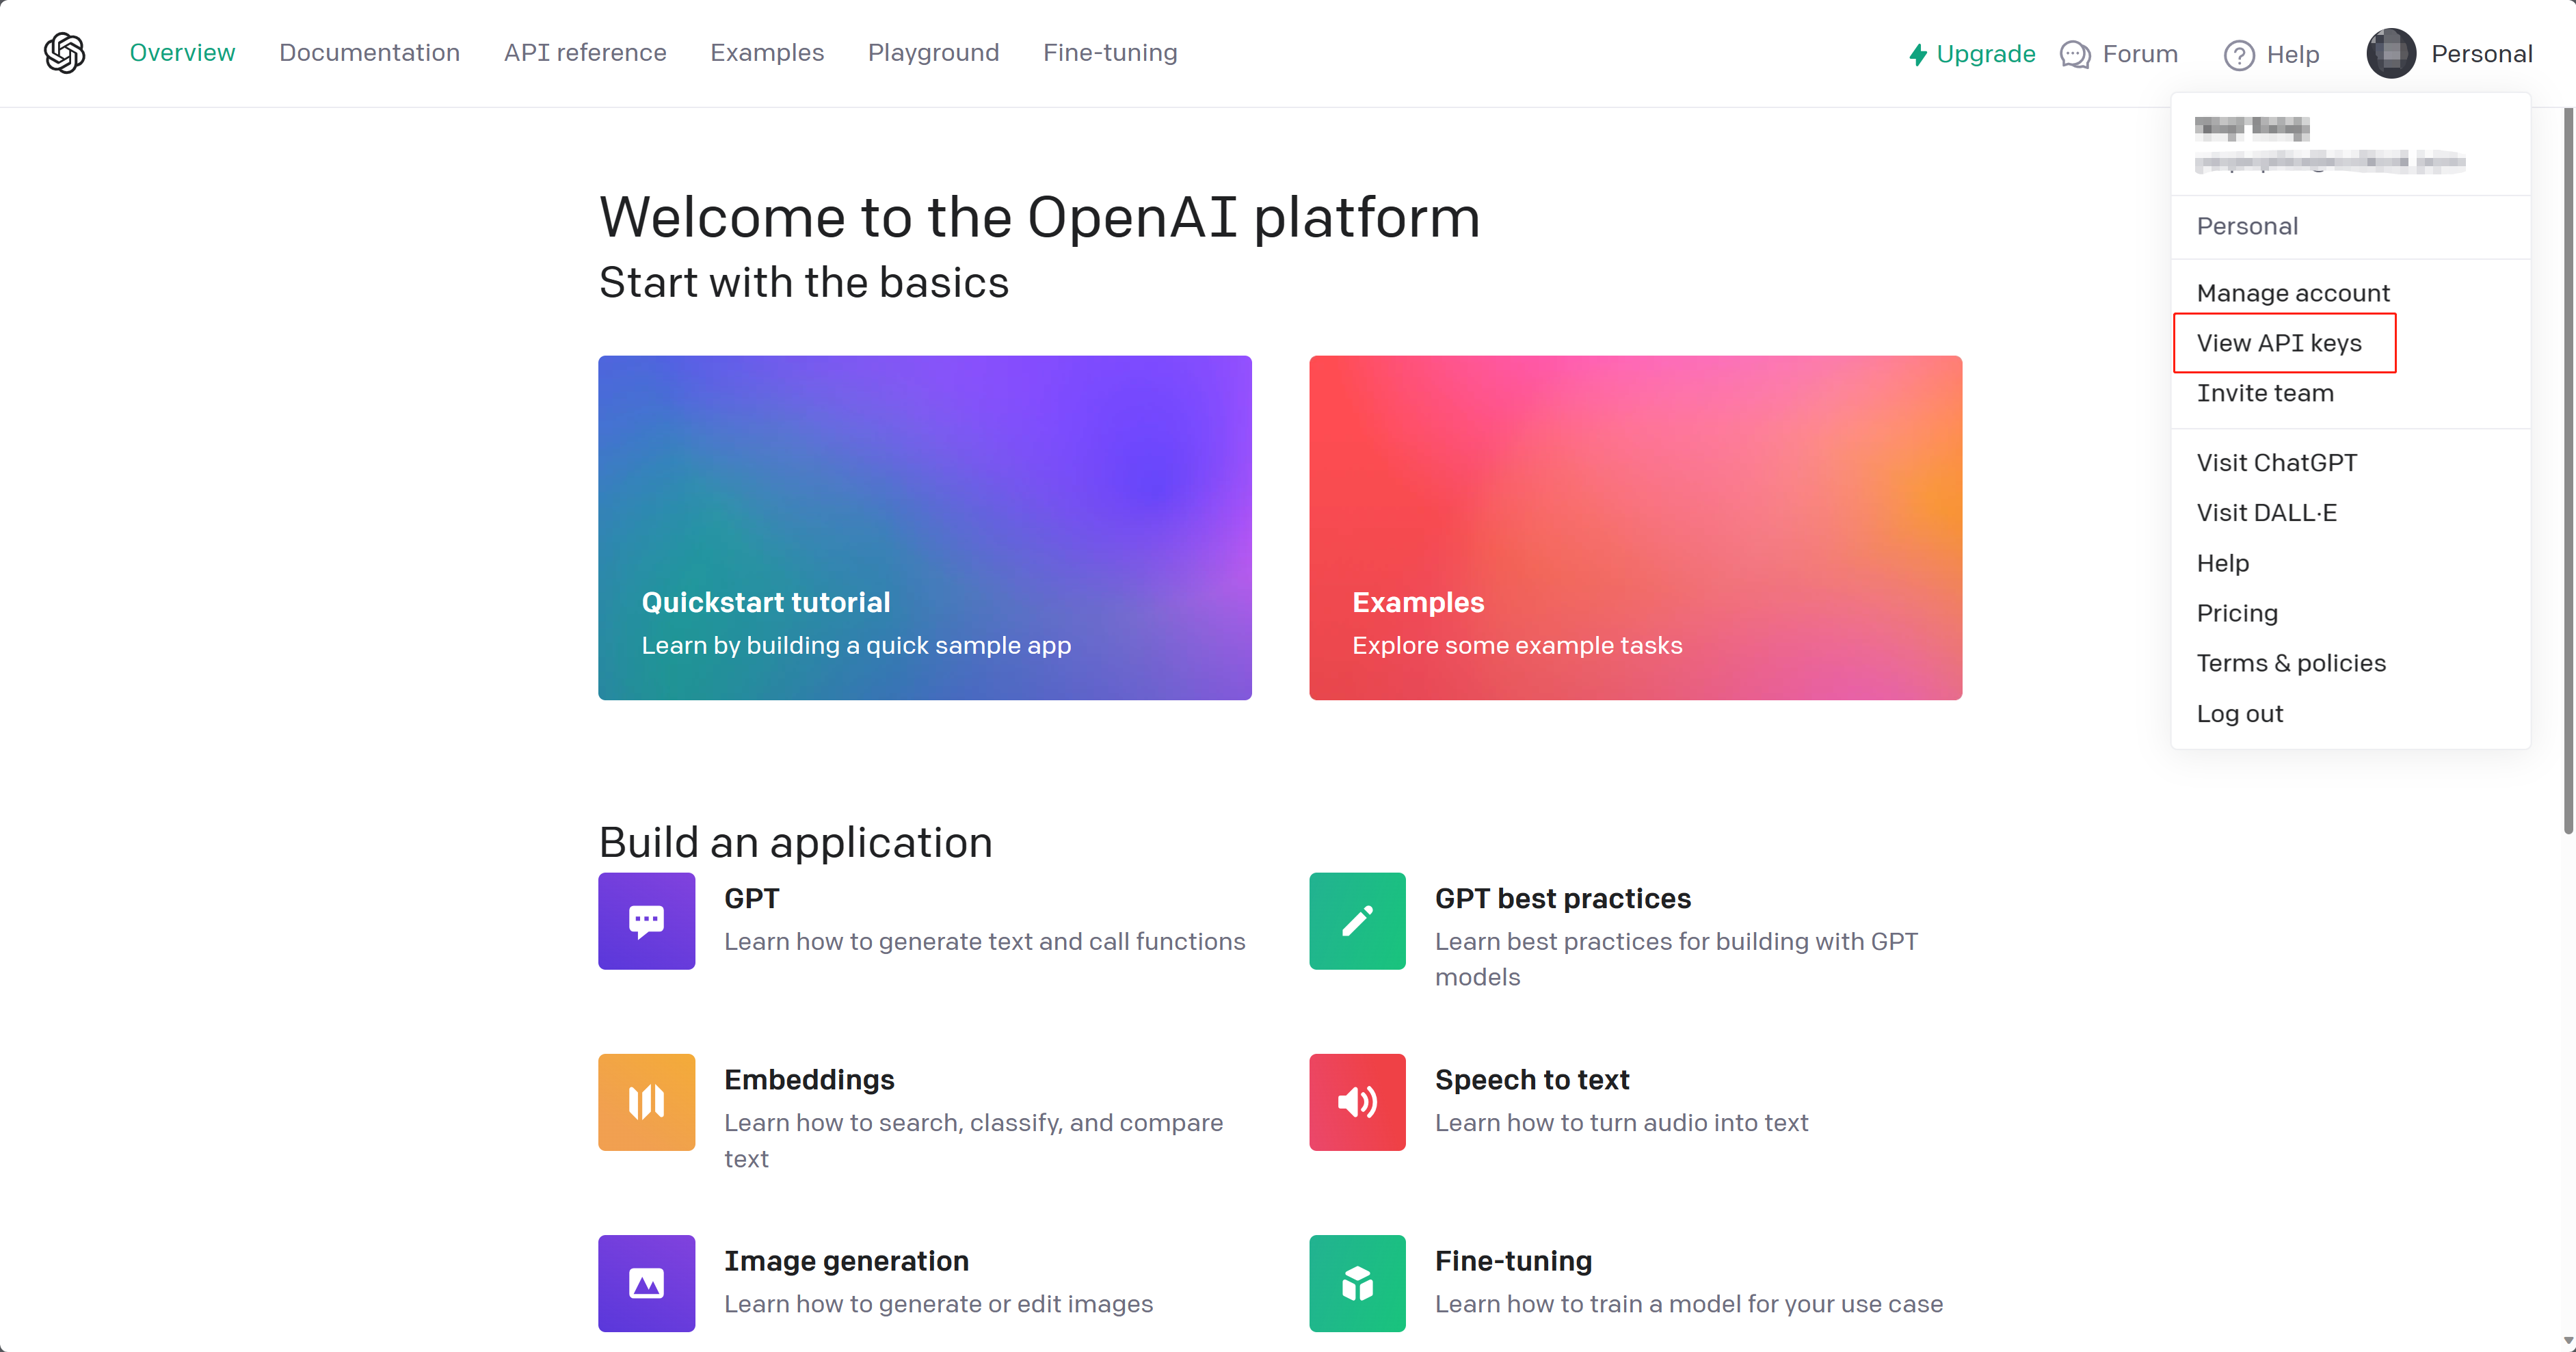 Overview
Documentation
API reference
Examples
Playground
Fine-tuning
Upgrade
Forum
Help
Personal
Personal
Manage account
View API keys
Invite team
Visit ChatGPT
Visit DALL·E
Help
Pricing
Terms & policies
Log out
Welcome to the OpenAI platform
Start with the basics
Quickstart tutorial
Learn by building a quick sample app
Examples
Explore some example tasks
Build an application
GPT
Learn how to generate text and call functions
GPT best practices
Learn best practices for building with GPT
models
Embeddings
Learn how to search, classify, and compare
text
Speech to text
Learn how to turn audio into text
Image generation
Learn how to generate or edit images
Fine-tuning
Learn how to train a model for your use case